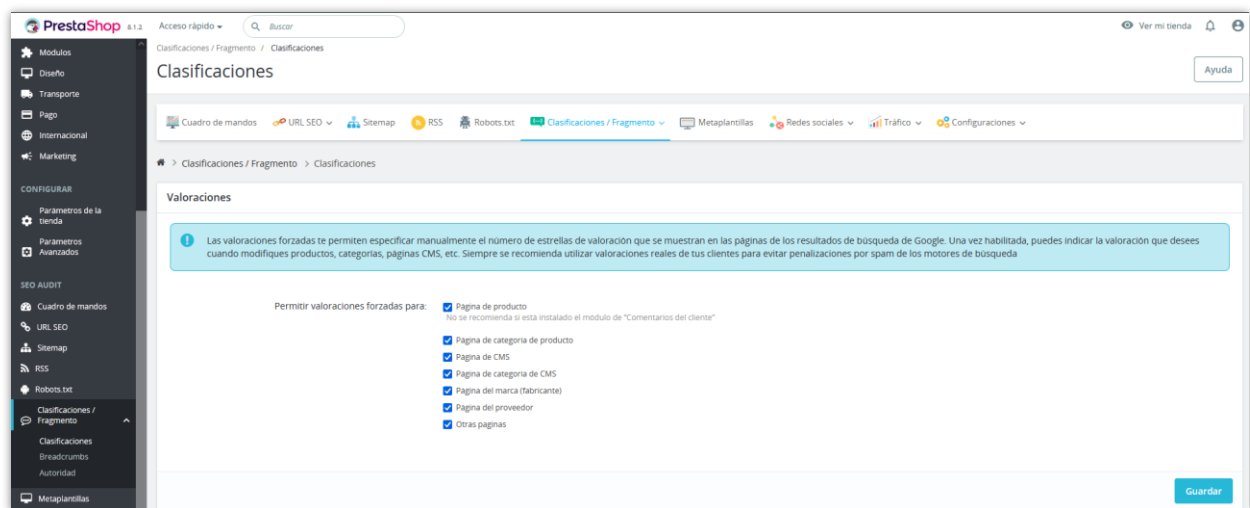 PrestaShop 8.1.2 Acceso rápido Buscar Ver mi tienda
Modulos
Diseño
Transporte
Pago
Internacional
Marketing
CONFIGURAR
Parametros de la
tienda
Parametros
Avanzados
SEO AUDIT
Cuadro de mandos
URL SEO
Sitemap
RSS
Robots.txt
Clasificaciones /
Fragmento
Clasificaciones
Breadcrumbs
Autoridad
Metaplantillas
Clasificaciones / Fragmento / Clasificaciones
Clasificaciones
Ayuda
Cuadro de mandos URL SEO Sitemap RSS Robots.txt Clasificaciones / Fragmento Metaplantillas Redes sociales Tráfico Configuraciones
> Clasificaciones / Fragmento > Clasificaciones
Valoraciones
Las valoraciones forzadas te permiten especificar manualmente el número de estrellas de valoración que se muestran en las páginas de los resultados de búsqueda de Google. Una vez habilitada, puedes indicar la valoración que desees
cuando modifiques productos, categorías, páginas CMS, etc. Siempre se recomienda utilizar valoraciones reales de tus clientes para evitar penalizaciones por spam de los motores de búsqueda
Permitir valoraciones forzadas para: Página de producto
No se recomienda si está instalado el modulo de "Comentarios del cliente"
Página de categoria de producto
Página de CMS
Página de categoria de CMS
Página del marca (fabricante)
Página del proveedor
Otras paginas
Guardar